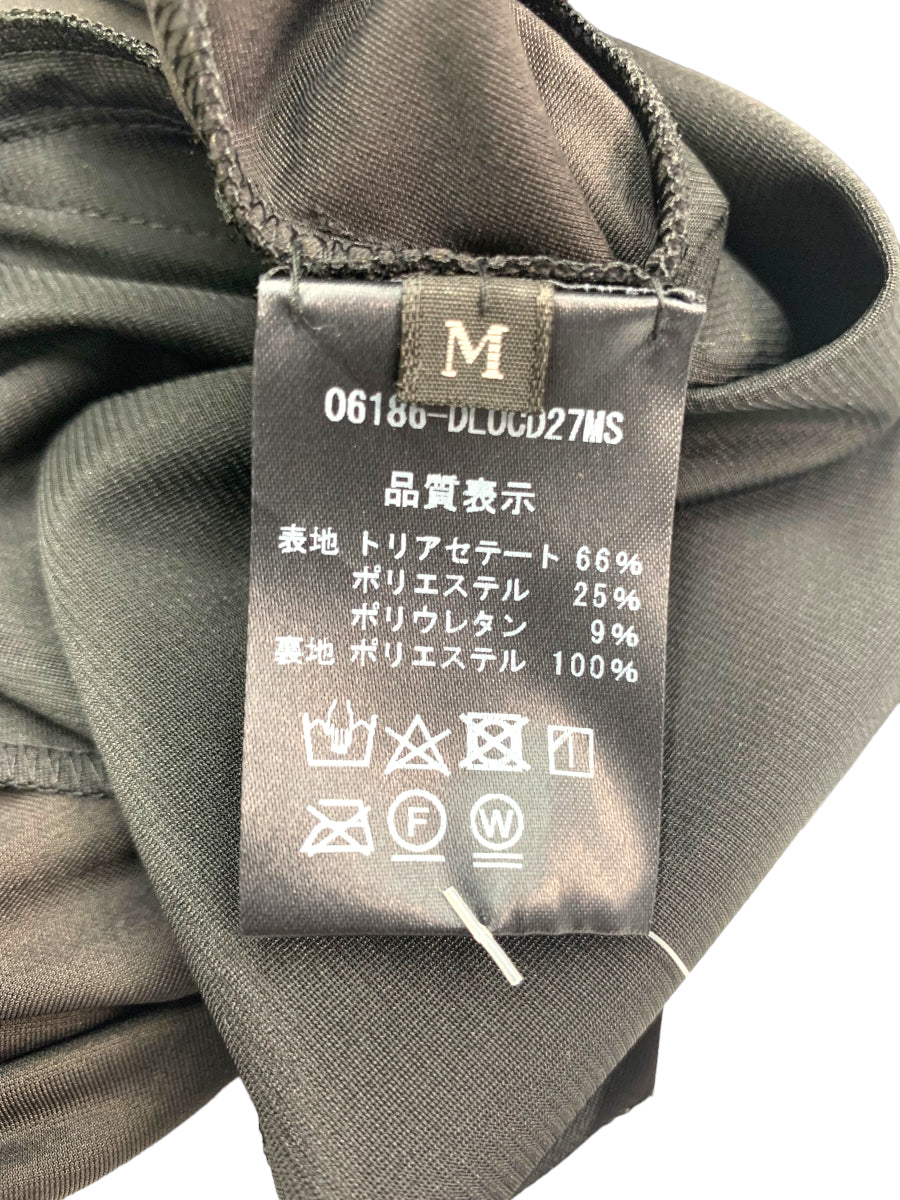 M
06186-DLUCD27MS
品質表示
表地 トリアセテート 66%
ポリエステル 25%
ポリウレタン 9%
裏地 ポリエステル 100%
F W